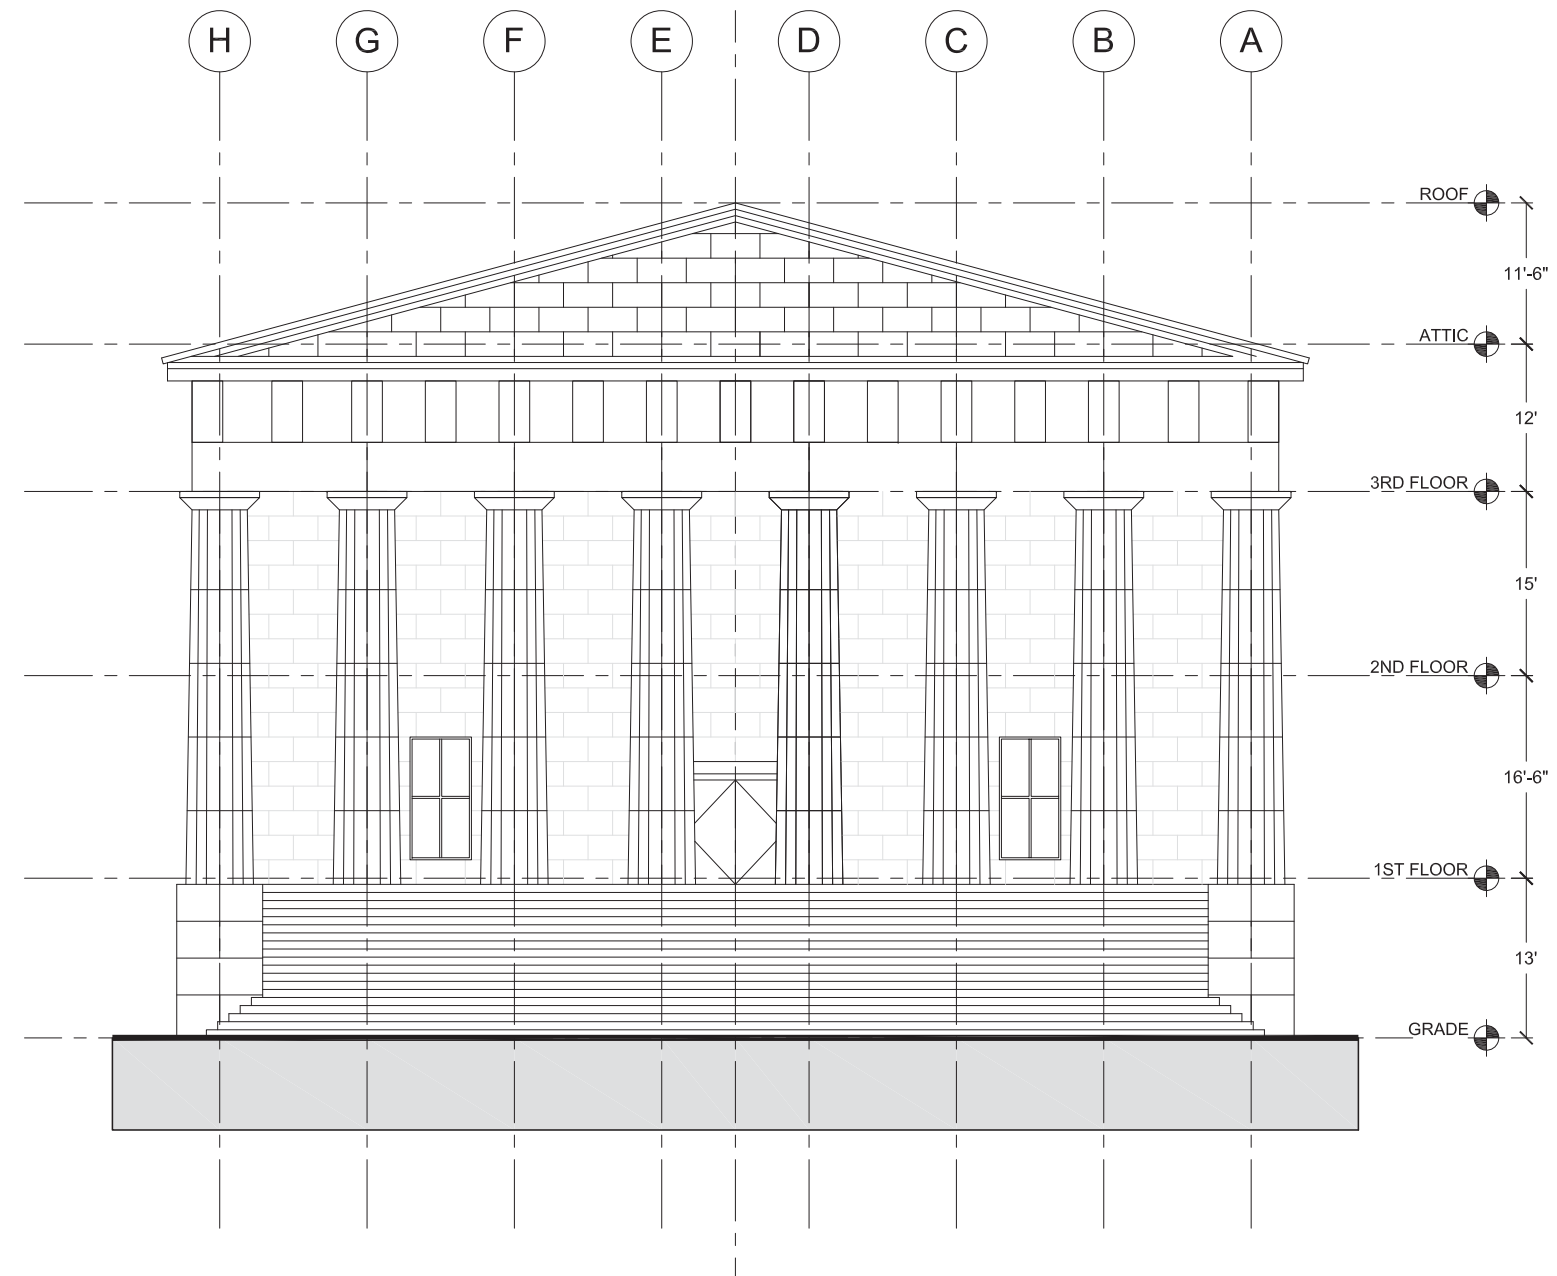 H G F E D C B A
ROOF
11'-6"
ATTIC
12'
3RD FLOOR
15'
2ND FLOOR
16'-6"
1ST FLOOR
13'
GRADE